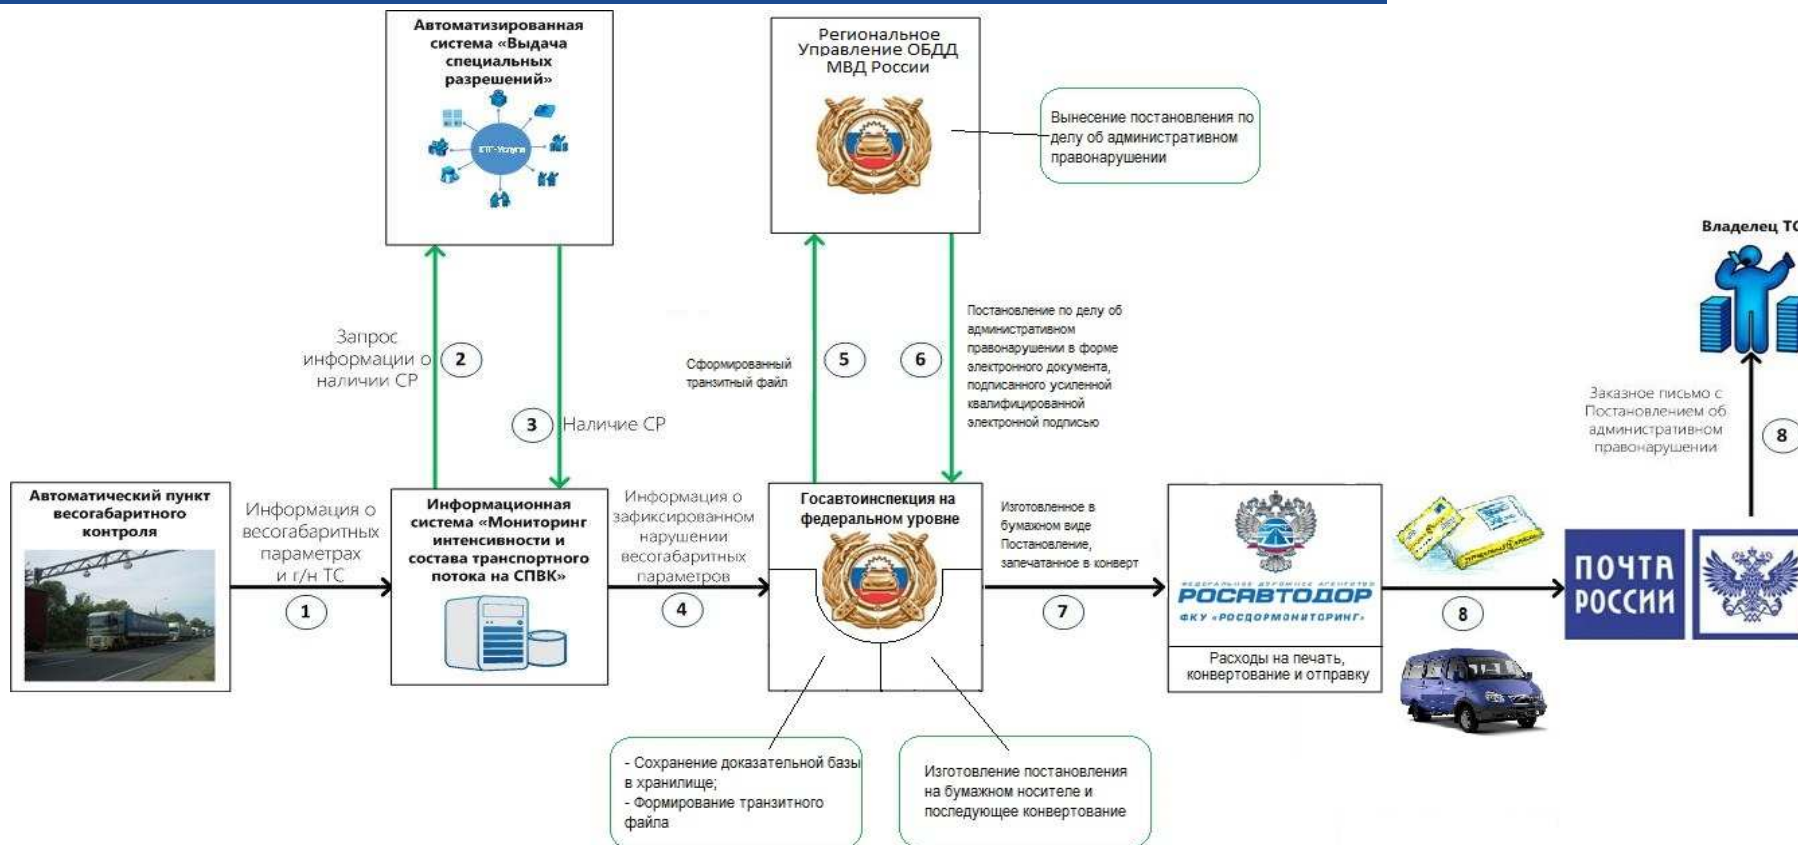 Автоматизированная
система «Выдача
специальных
разрешений»
Региональное
Управление ОБДД
МВД России
Вынесение постановления по
делу об административном
правонарушении
Владелец ТС
Запрос
информации о
наличии СР
2
3
Наличие СР
Сформированный
транзитный файл
5
6
Постановление по делу об
административном
правонарушении в форме
электронного документа,
подписанного усиленной
квалифицированной
электронной подписью
Заказное письмо с
Постановлением об
административном
правонарушении
8
Автоматический пункт
весогабаритного
контроля
Информация о
весогабаритных
параметрах
и г/н ТС
1
Информационная
система «Мониторинг
интенсивности и
состава транспортного
потока на СПВК»
Информация о
зафиксированном
нарушении
весогабаритных
параметров
4
Госавтоинспекция на
федеральном уровне
Изготовленное в
бумажном виде
Постановление,
запечатанное в конверт
7
ФЕДЕРАЛЬНОЕ ДОРОЖНОЕ АГЕНТСТВО
РОСАВТОДОР
ФКУ «РОСДОРМОНИТОРИНГ»
Расходы на печать,
конвертование и отправку
8
ПОЧТА
РОССИИ
- Сохранение доказательной базы
в хранилище;
- Формирование транзитного
файла
Изготовление постановления
на бумажном носителе и
последующее конвертование